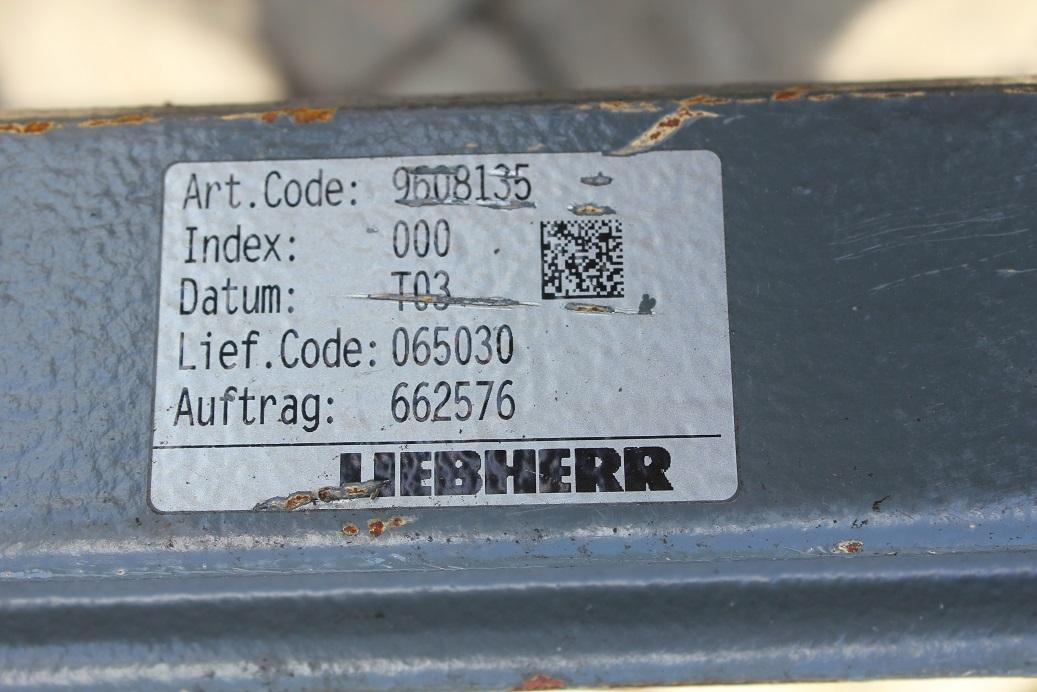 Art.Code: 9608135
Index: 000
Datum: T03
Lief.Code: 065030
Auftrag: 662576
LIEBHERR